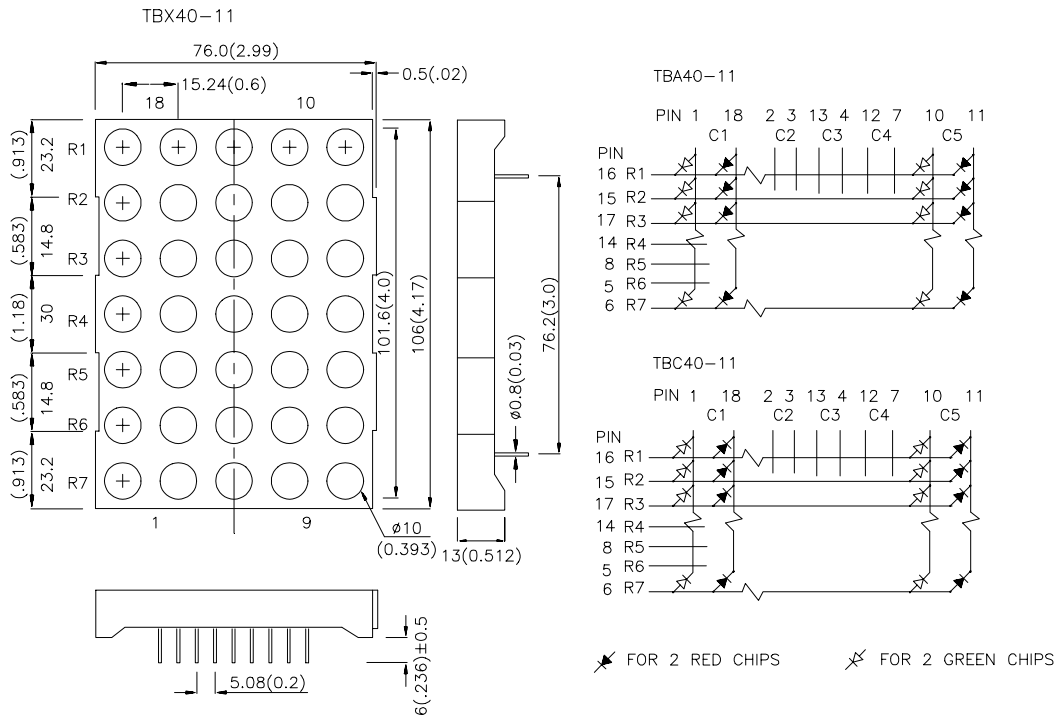 TBX40-11
76.0(2.99)
15.24(0.6)
0.5(.02)
18 10
R1
R2
R3
R4
R5
R6
R7
(.913) 23.2
(.583) 14.8
(1.18) 30
(.583) 14.8
(.913) 23.2
101.6(4.0)
106(4.17)
1 9
ø10
(0.393)
13(0.512)
ø0.8(0.03)
76.2(3.0)
5.08(0.2)
6(.236)±0.5
TBA40-11
PIN 1 18 2 3 13 4 12 7 10 11
C1 C2 C3 C4 C5
PIN
16 R1
15 R2
17 R3
14 R4
8 R5
5 R6
6 R7
TBC40-11
PIN 1 18 2 3 13 4 12 7 10 11
C1 C2 C3 C4 C5
PIN
16 R1
15 R2
17 R3
14 R4
8 R5
5 R6
6 R7
FOR 2 RED CHIPS
FOR 2 GREEN CHIPS